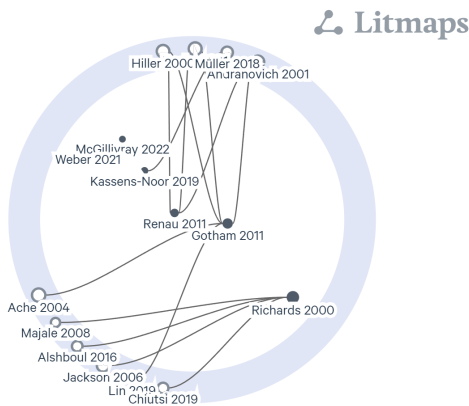 Litmaps
Hiller 2000
Müller 2018
Andranovich 2001
McGillivray 2022
Weber 2021
Kassens-Noor 2019
Renau 2011
Gotham 2011
Ache 2004
Richards 2000
Majale 2008
Alshboul 2016
Jackson 2006
Lin 2019
Chiutsi 2019